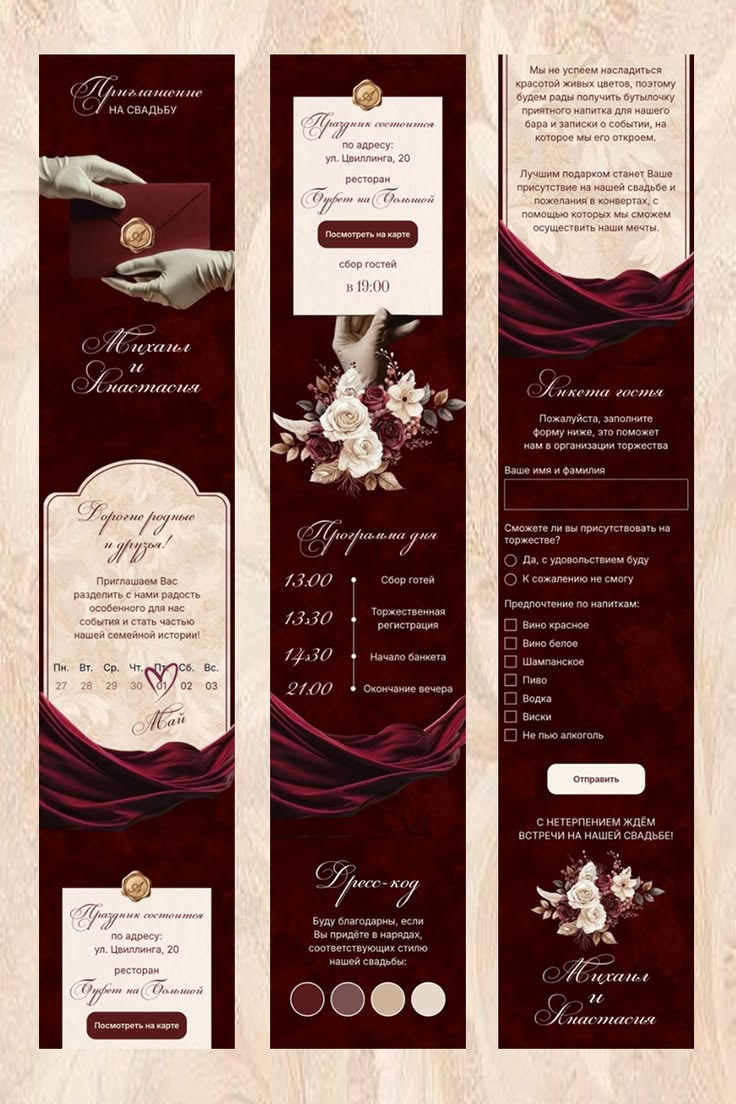 Приглашение
НА СВАДЬБУ
А
Михаил
и
Анастасия
Дорогие родные
и друзья!
Приглашаем Вас
разделить с нами радость
особенного для нас
события и стать частью
нашей семейной истории!
Пн. Вт. Ср. Чт. Пт. Сб. Вс.
27 28 29 30 01 02 03
Май
А
Праздник состоится
по адресу:
ул. Цвиллинга, 20
ресторан
Буфет на Большой
Посмотреть на карте
А
Праздник состоится
по адресу:
ул. Цвиллинга, 20
ресторан
Буфет на Большой
Посмотреть на карте
сбор гостей
в 19:00
Программа дня
13:00 Сбор готей
13:30 Торжественная
регистрация
14:30 Начало банкета
21:00 Окончание вечера
Дресс-код
Буду благодарны, если
Вы придёте в нарядах,
соответствующих стилю
нашей свадьбы:
Мы не успеем насладиться
красотой живых цветов, поэтому
будем рады получить бутылочку
приятного напитка для нашего
бара и записки о событии, на
которое мы его откроем.
Лучшим подарком станет Ваше
присутствие на нашей свадьбе и
пожелания в конвертах, с
помощью которых мы сможем
осуществить наши мечты.
Анкета гостя
Пожалуйста, заполните
форму ниже, это поможет
нам в организации торжества
Ваше имя и фамилия
Сможете ли вы присутствовать на
торжестве?
Да, с удовольствием буду
К сожалению не смогу
Предпочтение по напиткам:
Вино красное
Вино белое
Шампанское
Пиво
Водка
Виски
Не пью алкоголь
Отправить
С НЕТЕРПЕНИЕМ ЖДЁМ
ВСТРЕЧИ НА НАШЕЙ СВАДЬБЕ!
Михаил
и
Анастасия